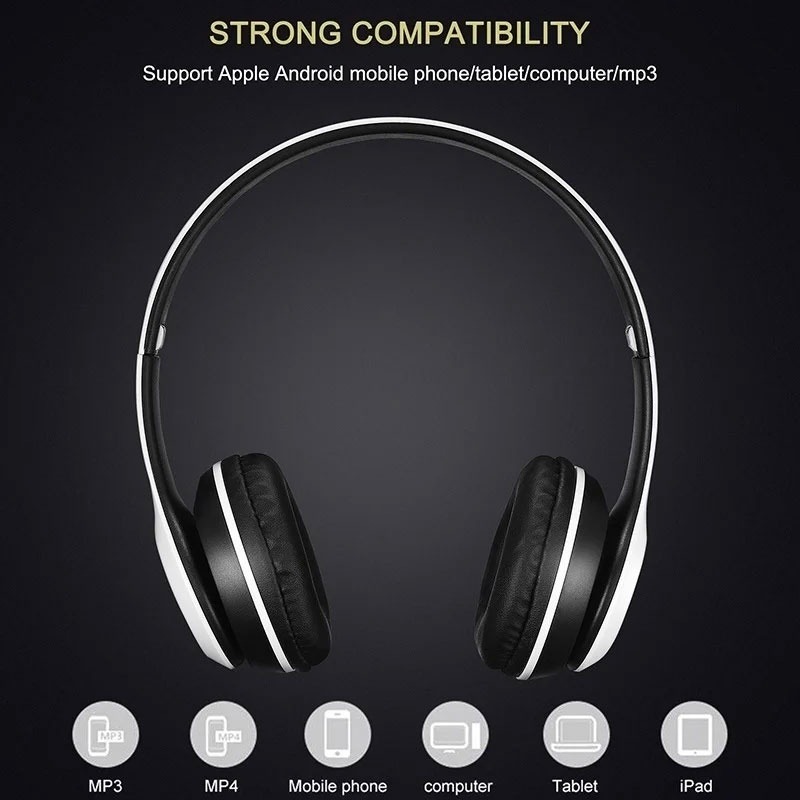 STRONG COMPATIBILITY
Support Apple Android mobile phone/tablet/computer/mp3
MP3
MP4
MP3
MP4
Mobile phone
computer
Tablet
iPad